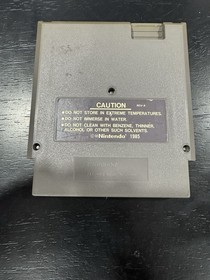 CAUTION
•DO NOT STORE IN EXTREME TEMPERATURES.
•DO NOT IMMERSE IN WATER.
•DO NOT CLEAN WITH BENZENE, THINNER,
ALCOHOL OR OTHER SUCH SOLVENTS.
©Nintendo 1985